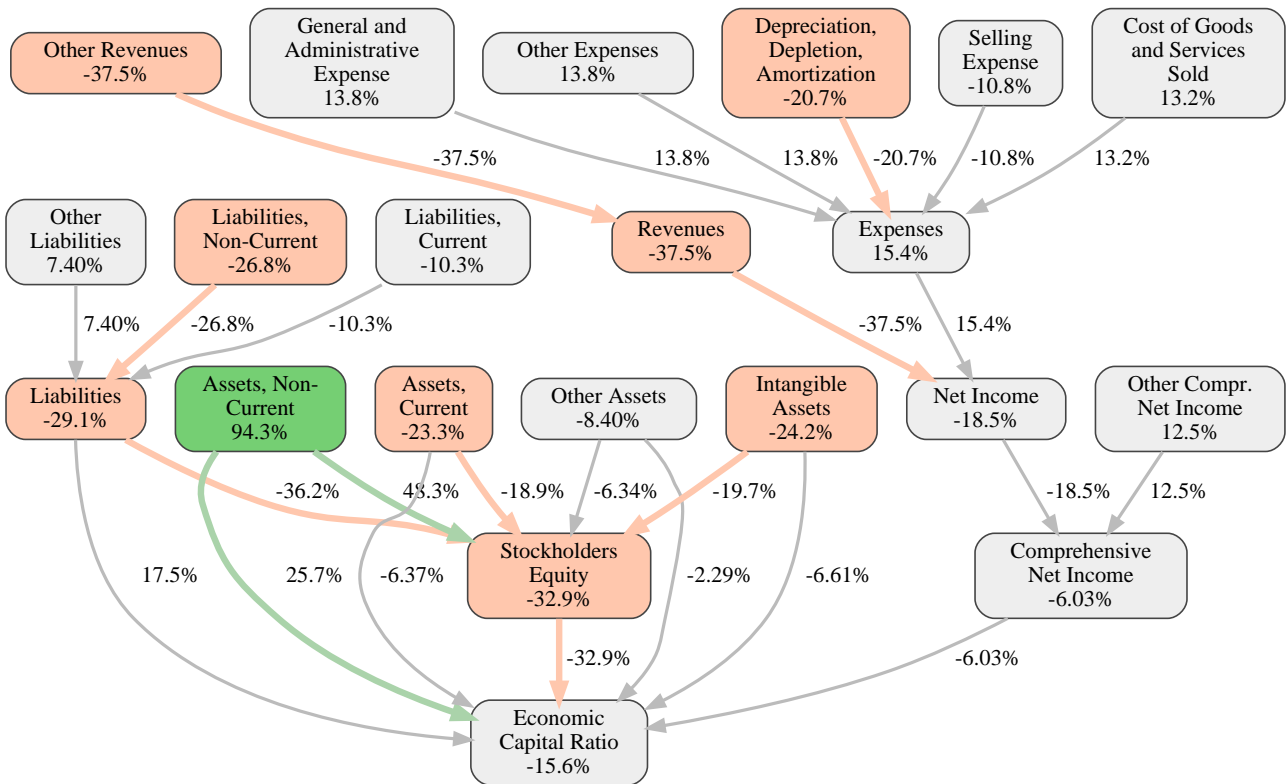 Other Revenues
-37.5%
General and
Administrative
Expense
13.8%
Other Expenses
13.8%
Depreciation,
Depletion,
Amortization
-20.7%
Selling
Expense
-10.8%
Cost of Goods
and Services
Sold
13.2%
-37.5%
13.8%
13.8%
-20.7%
-10.8%
13.2%
Other
Liabilities
7.40%
Liabilities,
Non-Current
-26.8%
Liabilities,
Current
-10.3%
Revenues
-37.5%
Expenses
15.4%
7.40%
-26.8%
-10.3%
-37.5%
15.4%
Liabilities
-29.1%
Assets, Non-
Current
94.3%
Assets,
Current
-23.3%
Other Assets
-8.40%
Intangible
Assets
-24.2%
Net Income
-18.5%
Other Compr.
Net Income
12.5%
-36.2%
48.3%
-18.9%
-6.34%
-19.7%
-18.5%
12.5%
17.5%
25.7%
-6.37%
Stockholders
Equity
-32.9%
-2.29%
-6.61%
Comprehensive
Net Income
-6.03%
-32.9%
-6.03%
Economic
Capital Ratio
-15.6%